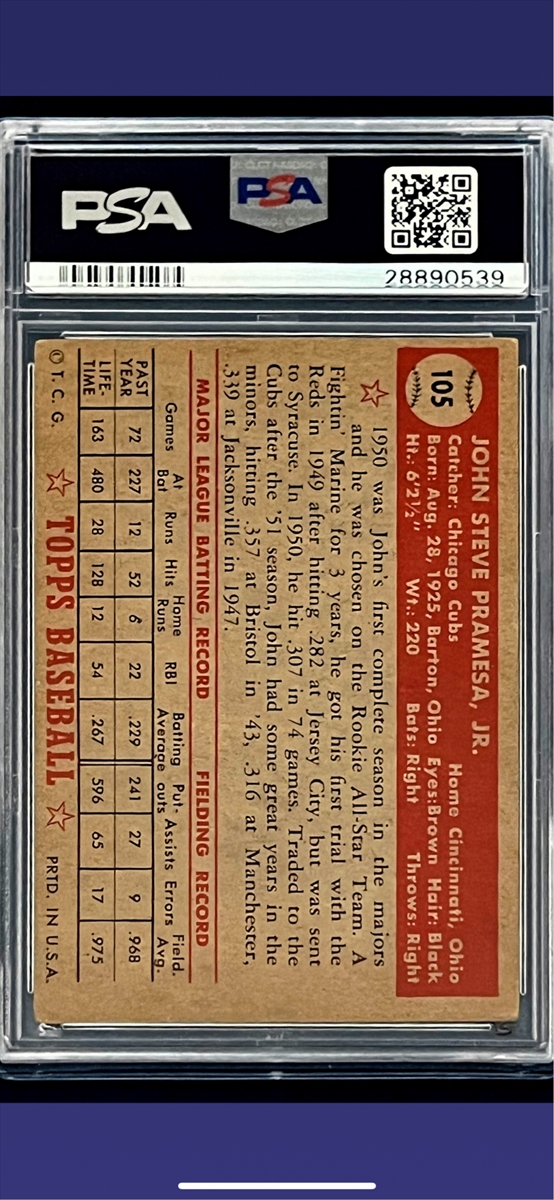 PSA
PSA
28890539
105
JOHN STEVE PRAMESA, JR.
Catcher: Chicago Cubs Home Cincinnati, Ohio
Born: Aug. 28, 1925, Barton, Ohio Eyes:Brown Hair: Black
Ht.: 6'2½" Wt.: 220 Bats: Right Throws: Right
1950 was John's first complete season in the majors
and he was chosen on the Rookie All-Star Team. A
Fightin' Marine for 3 years, he got his first trial with the
Reds in 1949 after hitting .282 at Jersey City, but was sent
to Syracuse. In 1950, he hit .307 in 74 games. Traded to the
Cubs after the '51 season, John had some great years in the
minors, hitting .357 at Bristol in '43, .316 at Manchester,
.339 at Jacksonville in 1947.
MAJOR LEAGUE BATTING RECORD FIELDING RECORD
Games At Bat Runs Hits Home Runs RBI Batting Average Put-outs Assists Errors Field. Avg.
PAST YEAR 72 227 12 52 6 22 .229 241 27 9 .968
LIFE-TIME 163 480 28 128 12 54 .267 596 65 17 .975
© T. C. G. TOPPS BASEBALL PRTD. IN U.S.A.